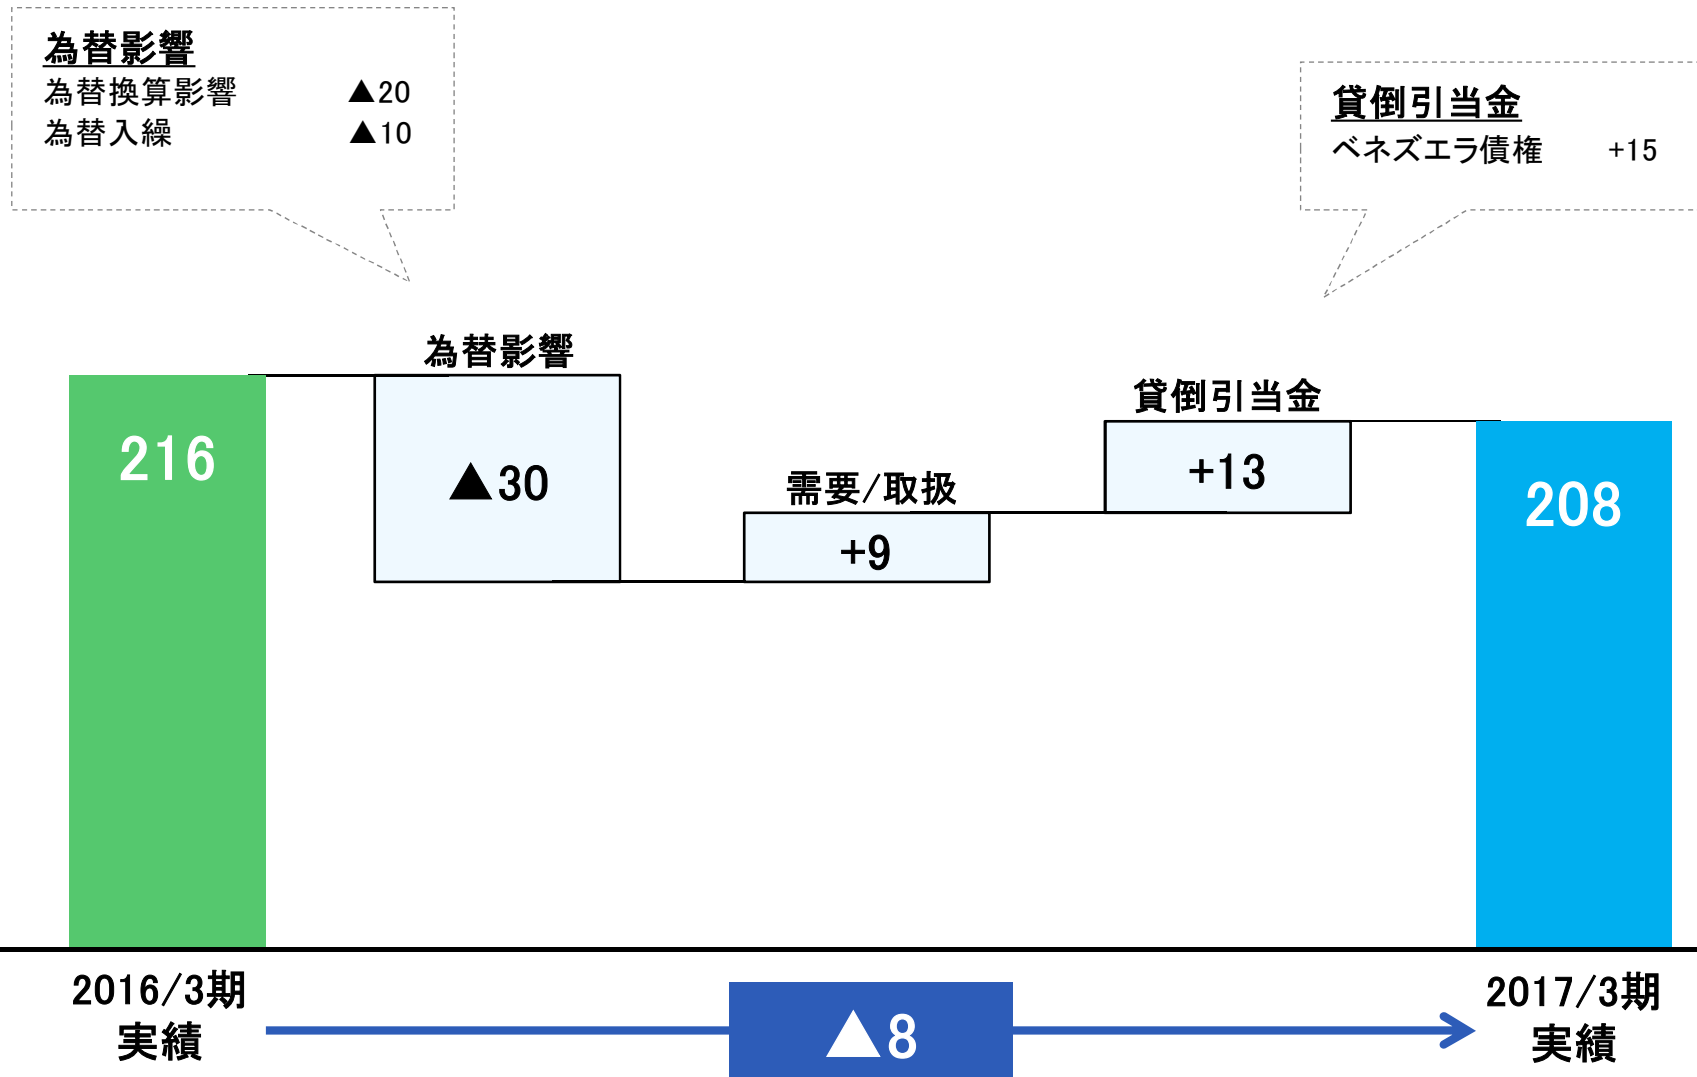 為替影響
為替換算影響 ▲20
為替入繰 ▲10
貸倒引当金
ベネズエラ債権 +15
為替影響
▲30
需要/取扱
+9
貸倒引当金
+13
216
208
2016/3期
実績
▲8
2017/3期
実績